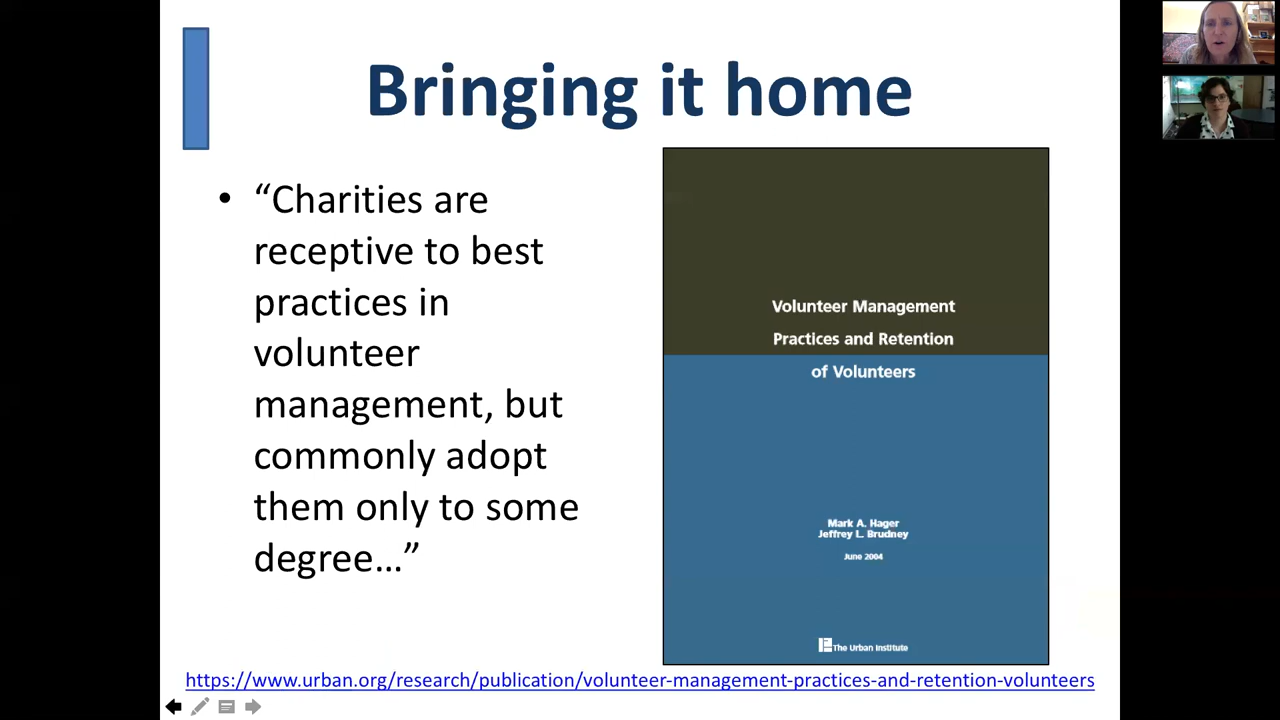 Bringing it home
• “Charities are
receptive to best
practices in
volunteer
management, but
commonly adopt
them only to some
degree…”
Volunteer Management
Practices and Retention
of Volunteers
Mark A. Hager
Jeffrey L. Brudney
June 2004
The Urban Institute
https://www.urban.org/research/publication/volunteer-management-practices-and-retention-volunteers